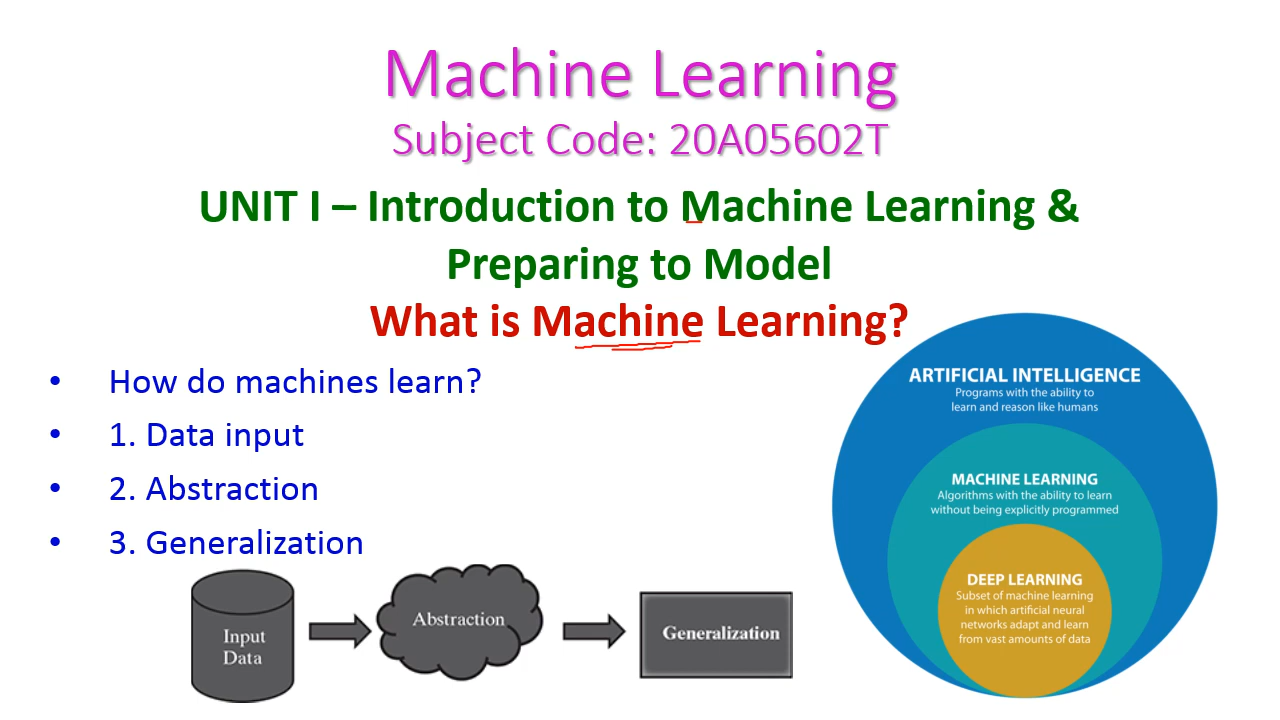 Machine Learning
Subject Code: 20A05602T
UNIT I – Introduction to Machine Learning &
Preparing to Model
What is Machine Learning?
• How do machines learn?
• 1. Data input
• 2. Abstraction
• 3. Generalization
Input
Data
Abstraction
Generalization
ARTIFICIAL INTELLIGENCE
Programs with the ability to
learn and reason like humans
MACHINE LEARNING
Algorithms with the ability to learn
without being explicitly programmed
DEEP LEARNING
Subset of machine learning
in which artificial neural
networks adapt and learn
from vast amounts of data